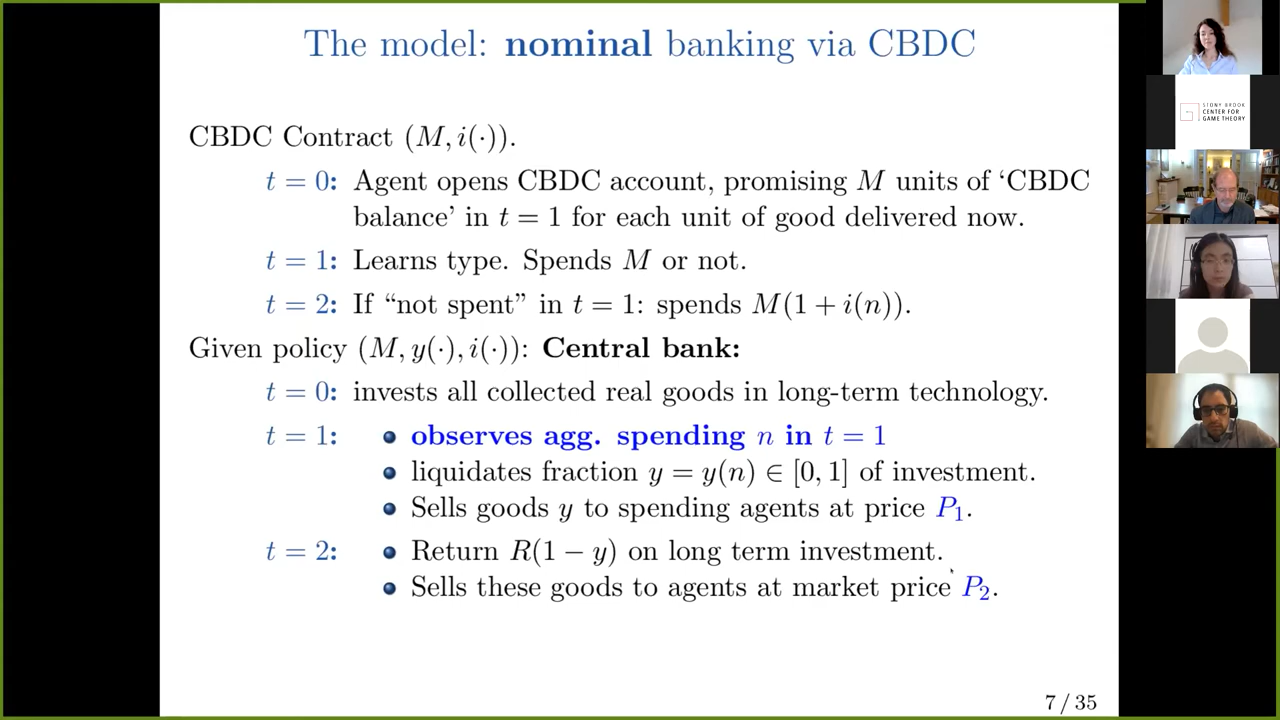 The model: nominal banking via CBDC
CBDC Contract (M, i(·)).
t = 0: Agent opens CBDC account, promising M units of ‘CBDC
balance’ in t = 1 for each unit of good delivered now.
t = 1: Learns type. Spends M or not.
t = 2: If “not spent” in t = 1: spends M(1 + i(n)).
Given policy (M, y(·), i(·)): Central bank:
t = 0: invests all collected real goods in long-term technology.
t = 1: • observes agg. spending n in t = 1
• liquidates fraction y = y(n) ∈ [0, 1] of investment.
• Sells goods y to spending agents at price P₁.
t = 2: • Return R(1 − y) on long term investment.
• Sells these goods to agents at market price P₂.
7 / 35
STONY BROOK
CENTER FOR
GAME THEORY